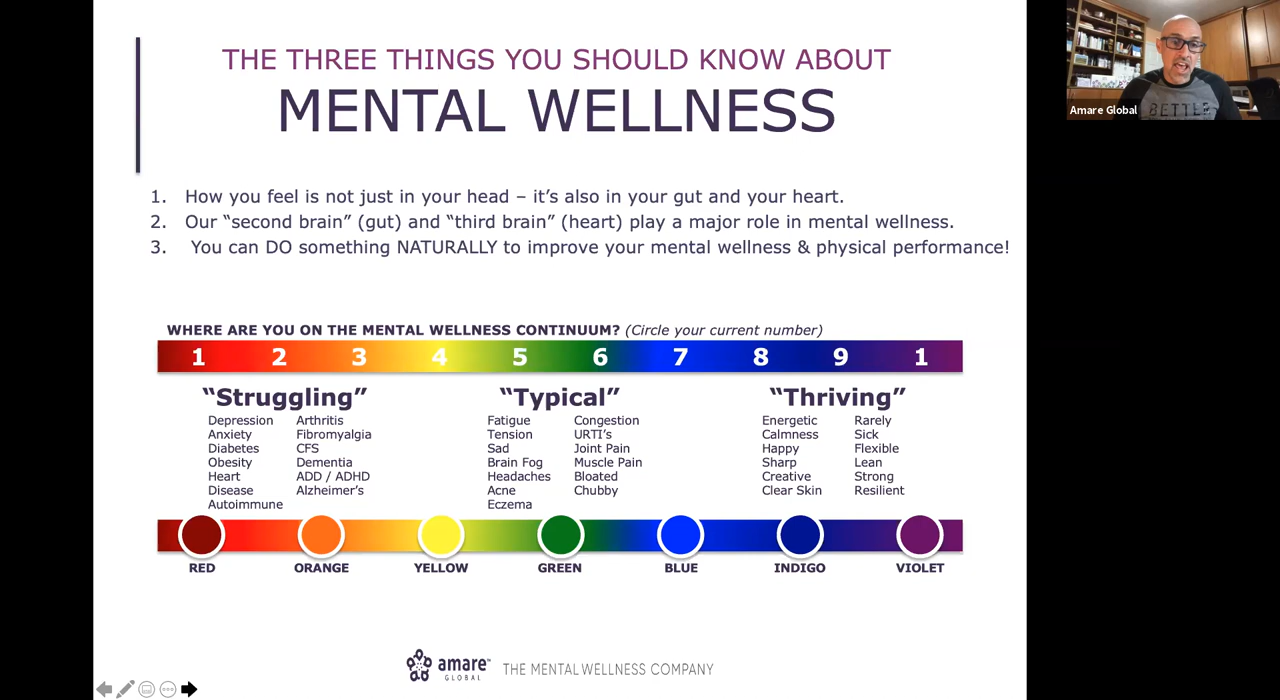 THE THREE THINGS YOU SHOULD KNOW ABOUT
MENTAL WELLNESS
1. How you feel is not just in your head – it’s also in your gut and your heart.
2. Our “second brain” (gut) and “third brain” (heart) play a major role in mental wellness.
3. You can DO something NATURALLY to improve your mental wellness & physical performance!
WHERE ARE YOU ON THE MENTAL WELLNESS CONTINUUM? (Circle your current number)
1 2 3 4 5 6 7 8 9 1
“Struggling”
Depression
Anxiety
Diabetes
Obesity
Heart
Disease
Autoimmune
Arthritis
Fibromyalgia
CFS
Dementia
ADD / ADHD
Alzheimer’s
“Typical”
Fatigue
Tension
Sad
Brain Fog
Headaches
Acne
Eczema
Congestion
URTI’s
Joint Pain
Muscle Pain
Bloated
Chubby
“Thriving”
Energetic
Calmness
Happy
Sharp
Creative
Clear Skin
Rarely
Sick
Flexible
Lean
Strong
Resilient
RED ORANGE YELLOW GREEN BLUE INDIGO VIOLET
amare™
GLOBAL
THE MENTAL WELLNESS COMPANY
Amare Global